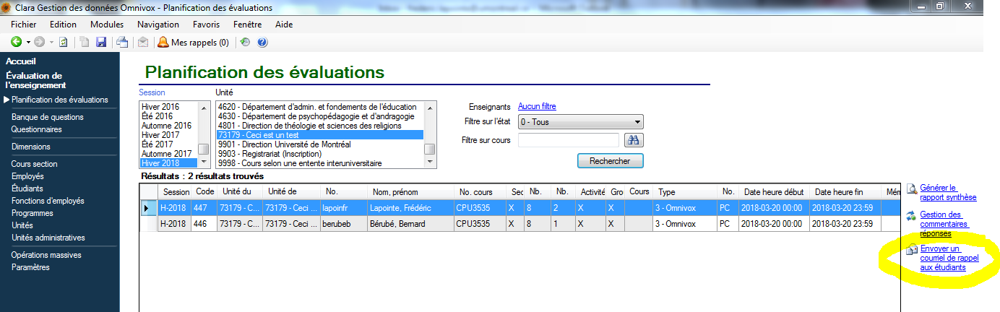 Clara Gestion des données Omnivox - Planification des évaluations
Fichier Edition Modules Navigation Favoris Fenêtre Aide
Mes rappels (0)
Accueil
Évaluation de
l'enseignement
Planification des évaluations
Banque de questions
Questionnaires
Dimensions
Cours section
Employés
Étudiants
Fonctions d'employés
Programmes
Unités
Unités administratives
Opérations massives
Paramètres
Planification des évaluations
Session Unité
Hiver 2016
Été 2016
Automne 2016
Hiver 2017
Été 2017
Automne 2017
Hiver 2018
4620 - Département d'admin. et fondements de l'éducation
4630 - Département de psychopédagogie et d'andragogie
4801 - Direction de théologie et sciences des religions
73179 - Ceci est un test
9901 - Direction Université de Montréal
9903 - Registrariat (Inscription)
9998 - Cours selon une entente interuniversitaire
Enseignants Aucun filtre
Filtre sur l'état 0 - Tous
Filtre sur cours
Rechercher
Résultats : 2 résultats trouvés
Session Code Unité du Unité de No. Nom, prénom No. cours Sec Nb. Nb. Activité Gro Cours Type No. Date heure début Date heure fin Mém
H-2018 447 73179 - C... 73179 - Ceci ... lapoinfr Lapointe, Frédéric CPU3535 X 8 2 X X 3 - Omnivox PC 2018-03-20 00:00 2018-03-20 23:59
H-2018 446 73179 - C... 73179 - Ceci ... berubeb Bérubé, Bernard CPU3535 X 8 1 X X 3 - Omnivox PC 2018-03-20 00:00 2018-03-20 23:59
Générer le
rapport synthèse
Gestion des
commentaires
réponses
Envoyer un
courriel de rappel
aux étudiants